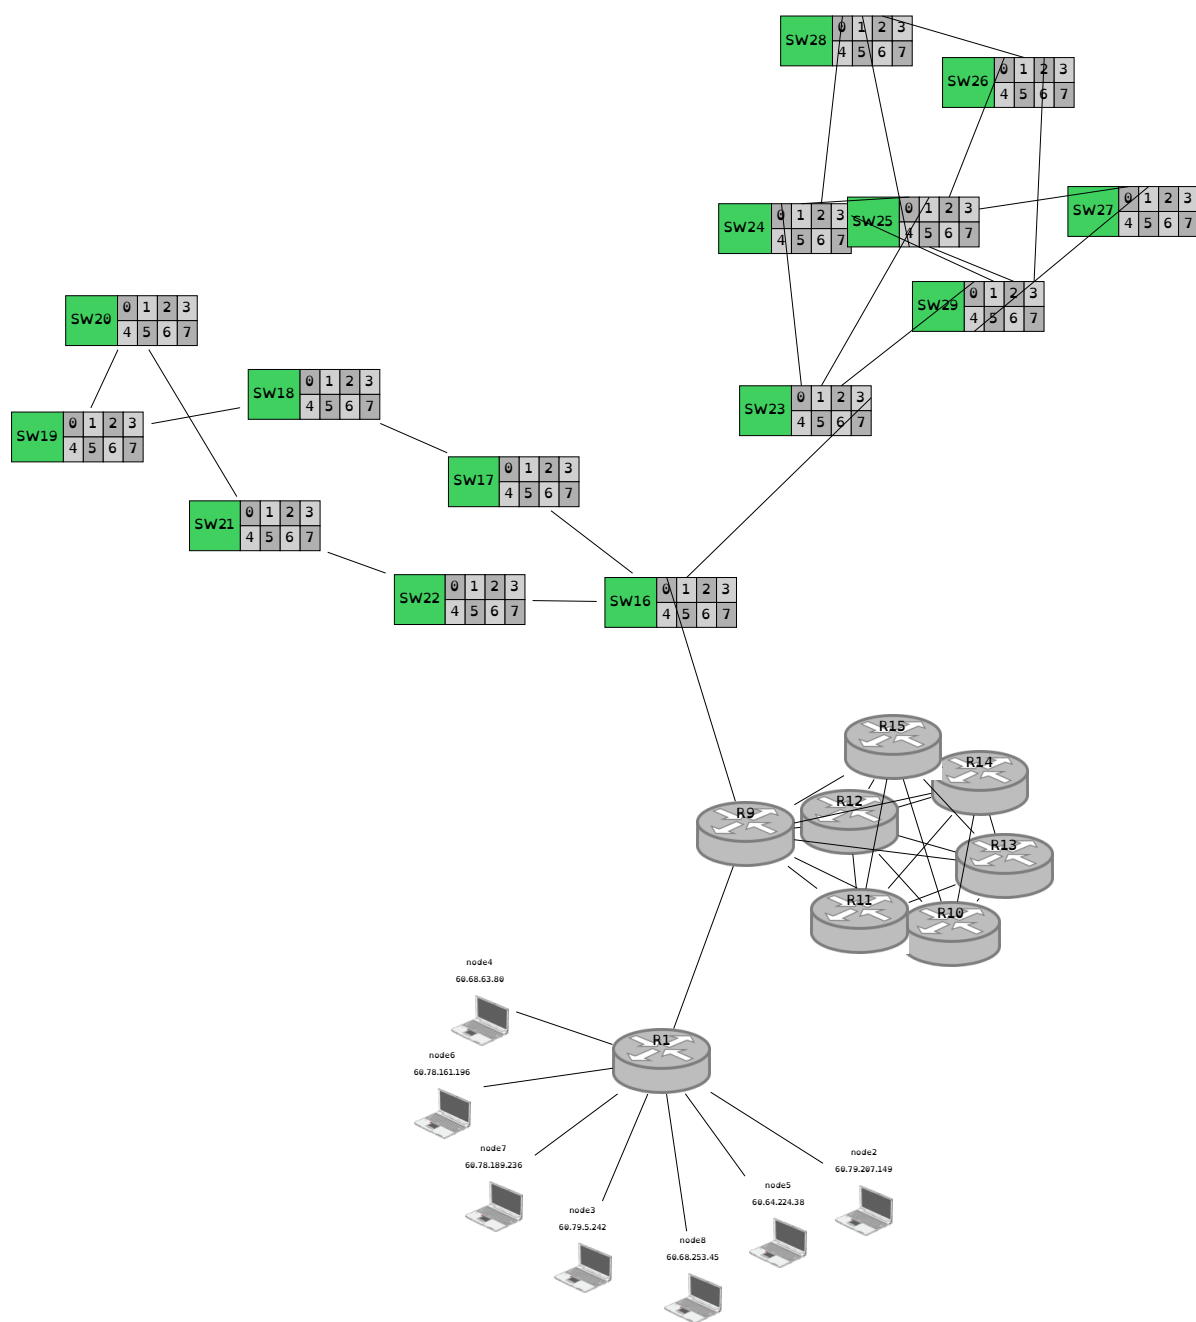 SW28 0 1 2 3
4 5 6 7
SW26 0 1 2 3
4 5 6 7
SW27 0 1 2 3
4 5 6 7
SW24 0 1 2 3
4 5 6 7
SW25 0 1 2 3
4 5 6 7
SW29 0 1 2 3
4 5 6 7
SW20 0 1 2 3
4 5 6 7
SW18 0 1 2 3
4 5 6 7
SW23 0 1 2 3
4 5 6 7
SW19 0 1 2 3
4 5 6 7
SW17 0 1 2 3
4 5 6 7
SW21 0 1 2 3
4 5 6 7
SW22 0 1 2 3
4 5 6 7
SW16 0 1 2 3
4 5 6 7
R15
R14
R12
R9
R13
R11
R10
node4
60.68.63.80
R1
node6
60.78.161.196
node7
60.78.189.236
node2
60.79.207.149
node5
60.64.224.38
node3
60.79.5.242
node8
60.68.253.45